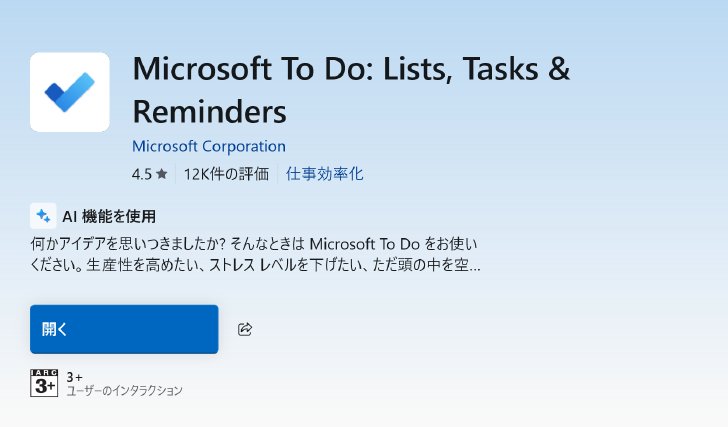 Microsoft To Do: Lists, Tasks &
Reminders
Microsoft Corporation
4.5★ 12K件の評価 仕事効率化
AI 機能を使用
何かアイデアを思いつきましたか? そんなときは Microsoft To Do をお使い
ください。生産性を高めたい、ストレス レベルを下げたい、ただ頭の中を空...
開く
IARC
3+
3+
ユーザーのインタラクション